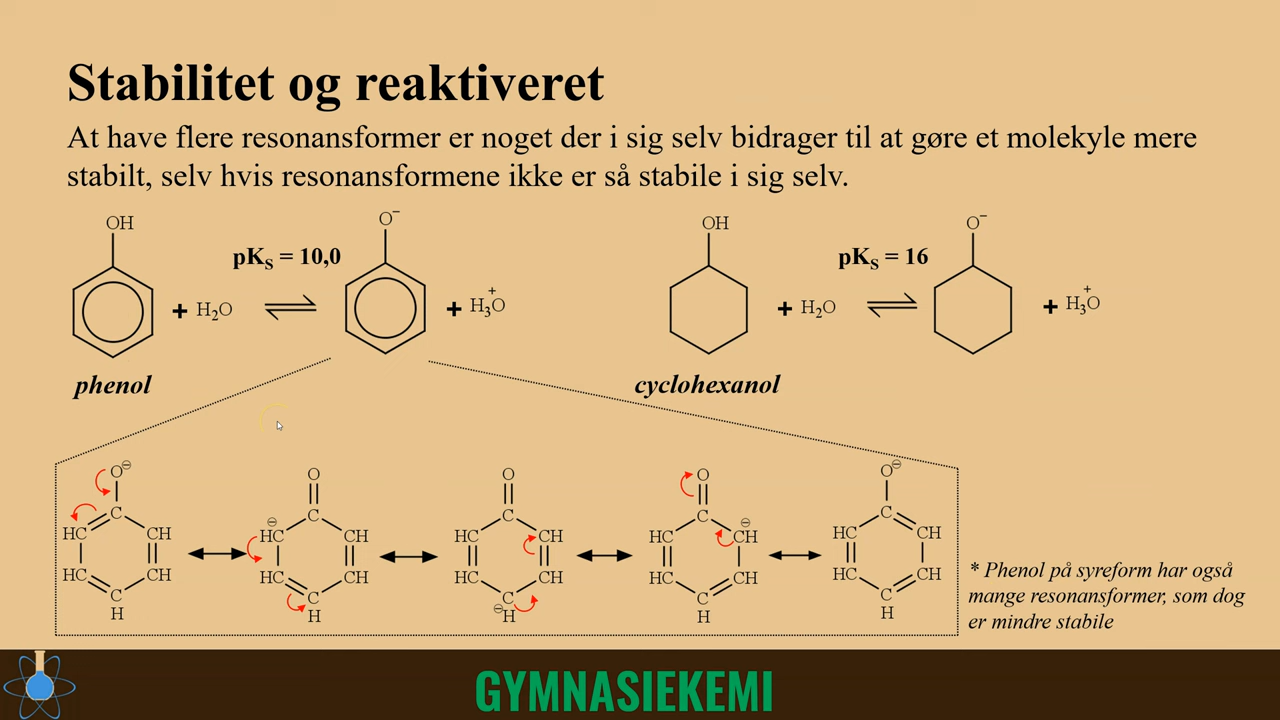 Stabilitet og reaktiveret
At have flere resonansformer er noget der i sig selv bidrager til at gøre et molekyle mere
stabilt, selv hvis resonansformene ikke er så stabile i sig selv.
OH
O⁻
OH
O⁻
pKₛ = 10,0
pKₛ = 16
+ H₂O
+ H₃O⁺
+ H₂O
+ H₃O⁺
phenol
cyclohexanol
O⊖
O
O
O
O⊖
C
C
C
C
C
HC
CH
⊖
HC
CH
HC
CH
HC
⊖
CH
HC
CH
HC
CH
HC
CH
HC
CH
HC
CH
HC
CH
C
C
C
C
C
H
H
⊖
H
H
H
* Phenol på syreform har også
mange resonansformer, som dog
er mindre stabile
GYMNASIEKEMI